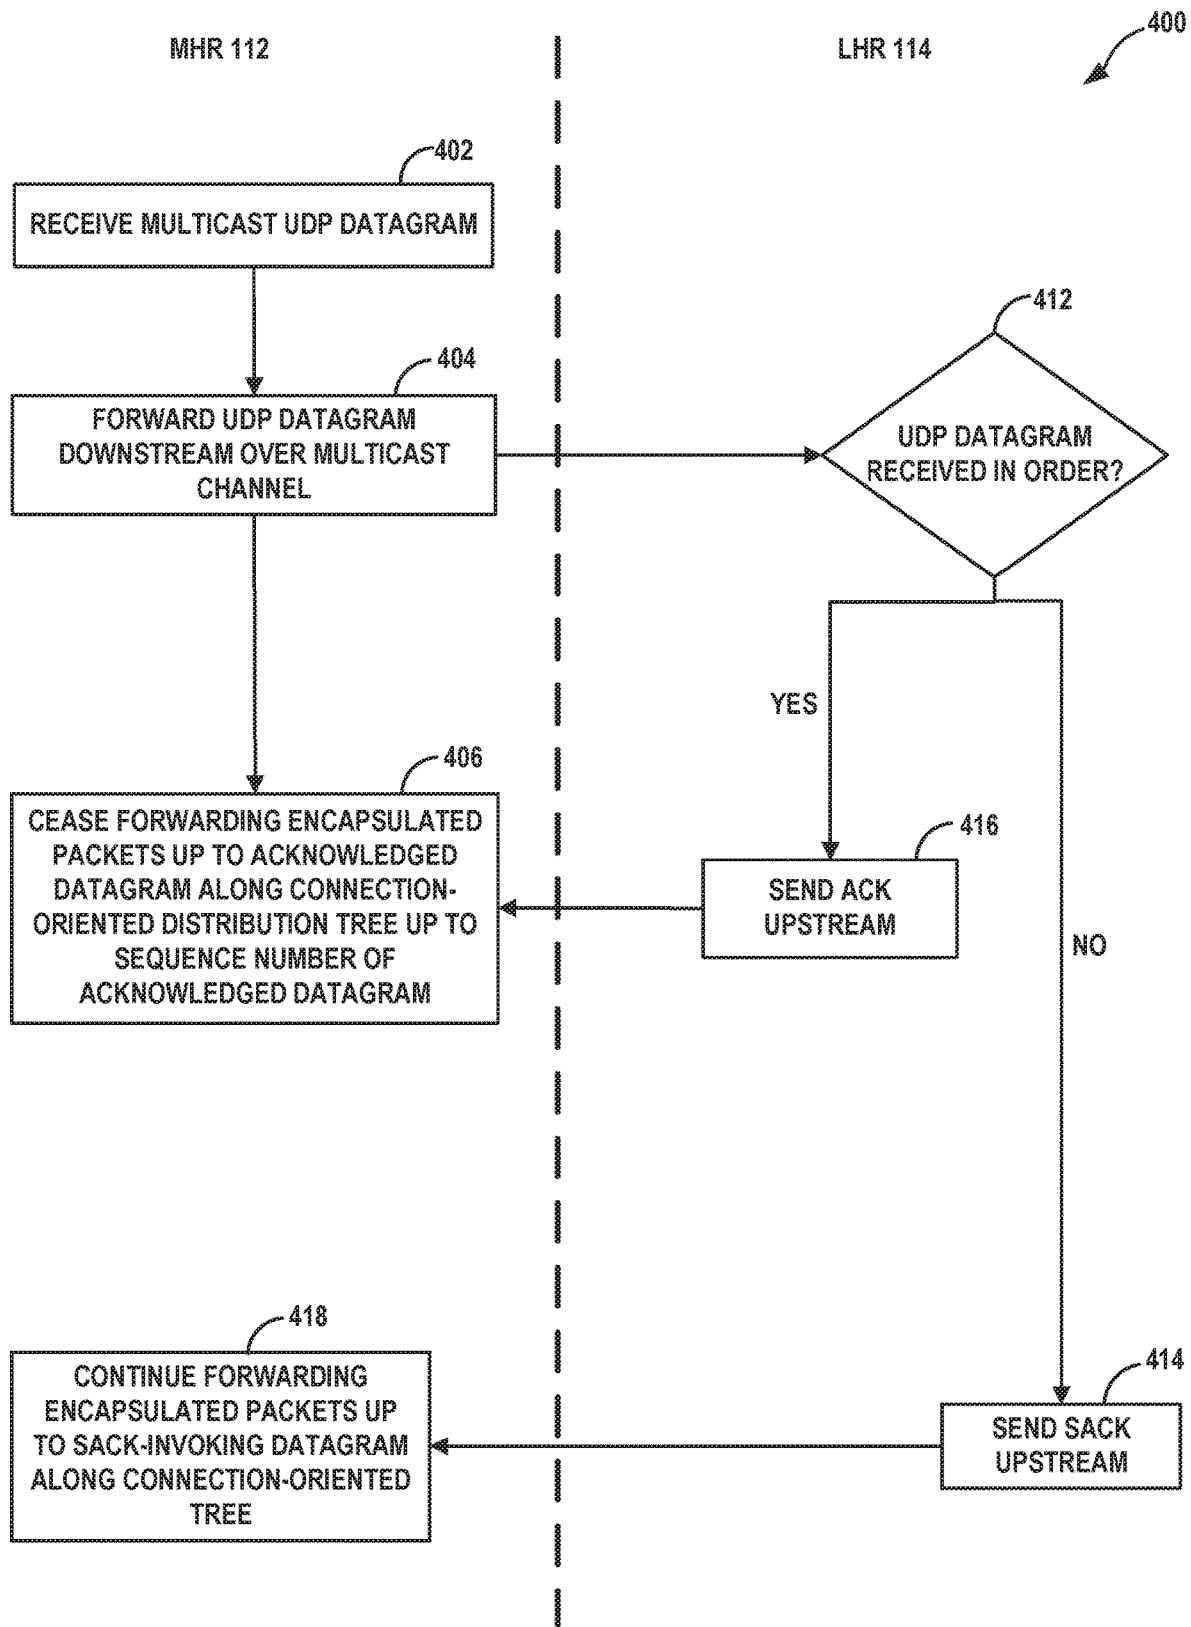 MHR 112
LHR 114
400
402
RECEIVE MULTICAST UDP DATAGRAM
404
FORWARD UDP DATAGRAM
DOWNSTREAM OVER MULTICAST
CHANNEL
412
UDP DATAGRAM
RECEIVED IN ORDER?
YES
NO
406
CEASE FORWARDING ENCAPSULATED
PACKETS UP TO ACKNOWLEDGED
DATAGRAM ALONG CONNECTION-
ORIENTED DISTRIBUTION TREE UP TO
SEQUENCE NUMBER OF
ACKNOWLEDGED DATAGRAM
416
SEND ACK
UPSTREAM
418
CONTINUE FORWARDING
ENCAPSULATED PACKETS UP
TO SACK-INVOKING DATAGRAM
ALONG CONNECTION-ORIENTED
TREE
414
SEND SACK
UPSTREAM